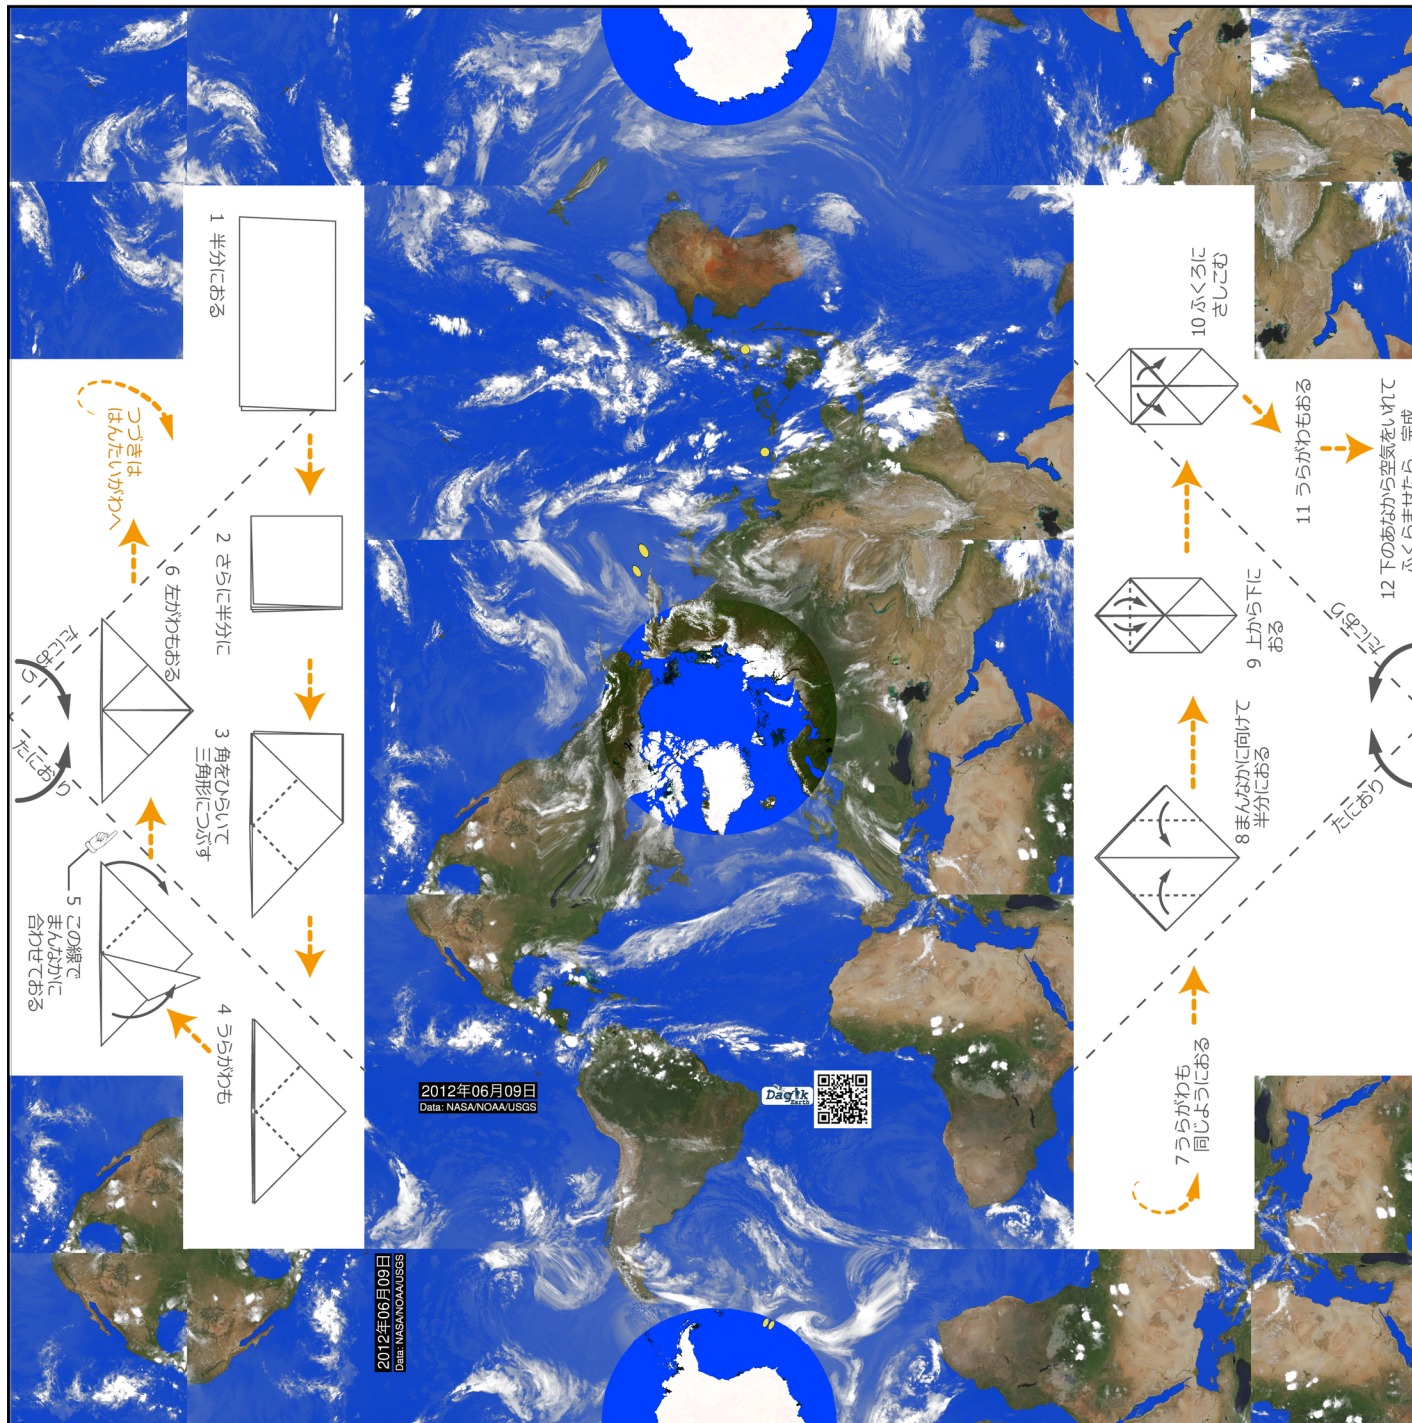 1 半分におる
2 さらに半分に
3 角をひらいて
三角形につぶす
4 うらがわも
5 この線で
まんなかに
合わせておる
6 左がわもおる
つづきは
はんたいがわへ
たにおり
たにおり
7 うらがわも
同じようにおる
8 まんなかに向けて
半分におる
9 上から下に
おる
10 ふくろに
さしこむ
11 うらがわもおる
12 下のあなから空気をいれて
ふくらませたら、完成
たにおり
たにおり
2012年06月09日
Data: NASA/NOAA/USGS
Dagik
Earth
2012年06月09日
Data: NASA/NOAA/USGS